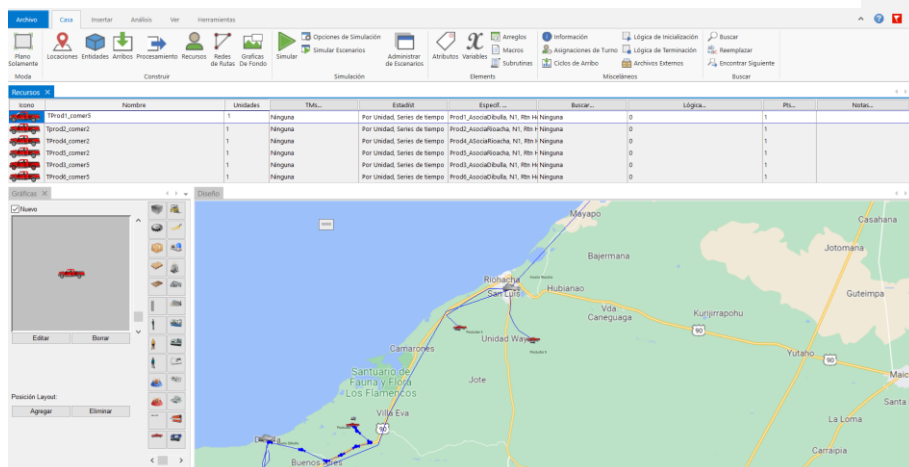 Archivo Casa Insertar Análisis Ver Herramientas
Plano Solamente
Locaciones Entidades Arribos Procesamiento Recursos Redes de Rutas Graficas De Fondo
Simular
Opciones de Simulación
Simular Escenarios
Administrar de Escenarios
Atributos Variables
Arreglos
Macros
Subrutinas
Información
Asignaciones de Turno
Ciclos de Arribo
Lógica de Inicialización
Lógica de Terminación
Archivos Externos
Buscar
Reemplazar
Encontrar Siguiente
Moda Construir Simulación Elements Misceláneos Buscar
Recursos
Icono Nombre Unidades TMs... Estadíst Específ. ... Buscar... Lógica... Pts... Notas...
TProd1_comer5 1 Ninguna Por Unidad, Series de tiempo Prod1_AsociaDibulla, N1, Rtn H Ninguna 0 1
Tprod2_comer2 1 Ninguna Por Unidad, Series de tiempo Prod2_AsociaRioacha, N1, Rtn H Ninguna 0 1
TProd4_comer2 1 Ninguna Por Unidad, Series de tiempo Prod4_ASociaRioacha, N1, Rtn H Ninguna 0 1
TProd5_comer2 1 Ninguna Por Unidad, Series de tiempo Prod5_AsociaRioacha, N1, Rtn H Ninguna 0 1
TProd3_comer5 1 Ninguna Por Unidad, Series de tiempo Prod3_AsociaDibulla, N1, Rtn H Ninguna 0 1
TProd6_comer5 1 Ninguna Por Unidad, Series de tiempo Prod6_AsociaDibulla, N1, Rtn H Ninguna 0 1
Gráficas
Diseño
Nuevo
Editar Borrar
Posición Layout:
Agregar Eliminar
Mayapo
Casahana
Bajermana
Jotomana
Riohacha
San Luis
Hubianao
Guteimpa
Vda. Caneguaga
Kunjirrapohu
90
Unidad Way
Camarones
Yutaho
90
Maic
Santuario de
Fauna y Flora
Los Flamencos
Jote
Santa
Villa Eva
90
La Loma
Buenos Aires
Carraipia